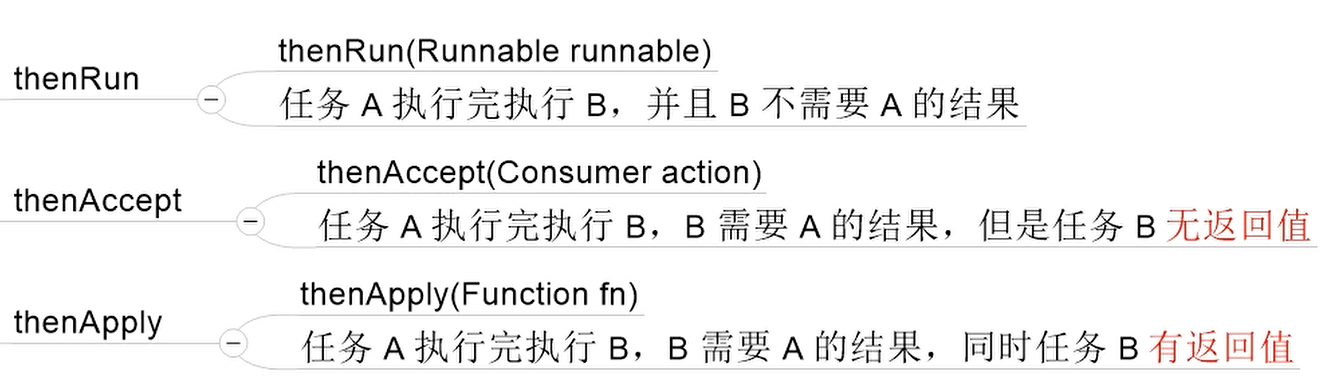 thenRun
thenRun(Runnable runnable)
任务 A 执行完执行 B，并且 B 不需要 A 的结果
thenAccept
thenAccept(Consumer action)
任务 A 执行完执行 B，B 需要 A 的结果，但是任务 B 无返回值
thenApply
thenApply(Function fn)
任务 A 执行完执行 B，B 需要 A 的结果，同时任务 B 有返回值